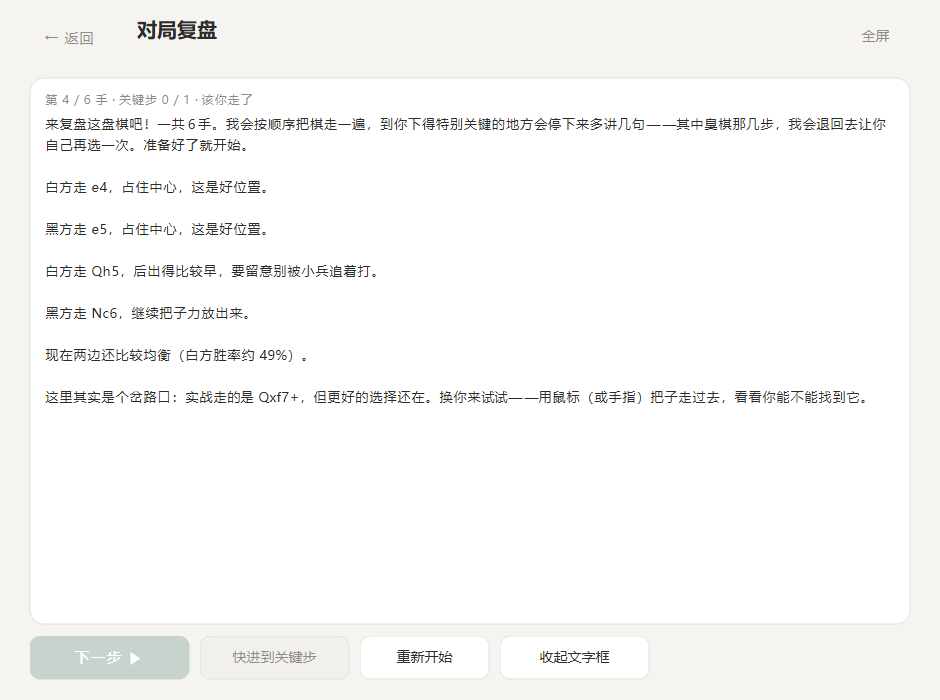 ← 返回
对局复盘
全屏
第 4 / 6 手 · 关键步 0 / 1 · 该你走了
来复盘这盘棋吧！一共 6 手。我会按顺序把棋走一遍，到你下得特别关键的地方会停下来多讲几句——其中臭棋那几步，我会退回去让你
自己再选一次。准备好了就开始。
白方走 e4，占住中心，这是好位置。
黑方走 e5，占住中心，这是好位置。
白方走 Qh5，后出得比较早，要留意别被小兵追着打。
黑方走 Nc6，继续把子力放出来。
现在两边还比较均衡（白方胜率约 49%）。
这里其实是个岔路口：实战走的是 Qxf7+，但更好的选择还在。换你来试试——用鼠标（或手指）把子走过去，看看你能不能找到它。
下一步 ▶
快进到关键步
重新开始
收起文字框